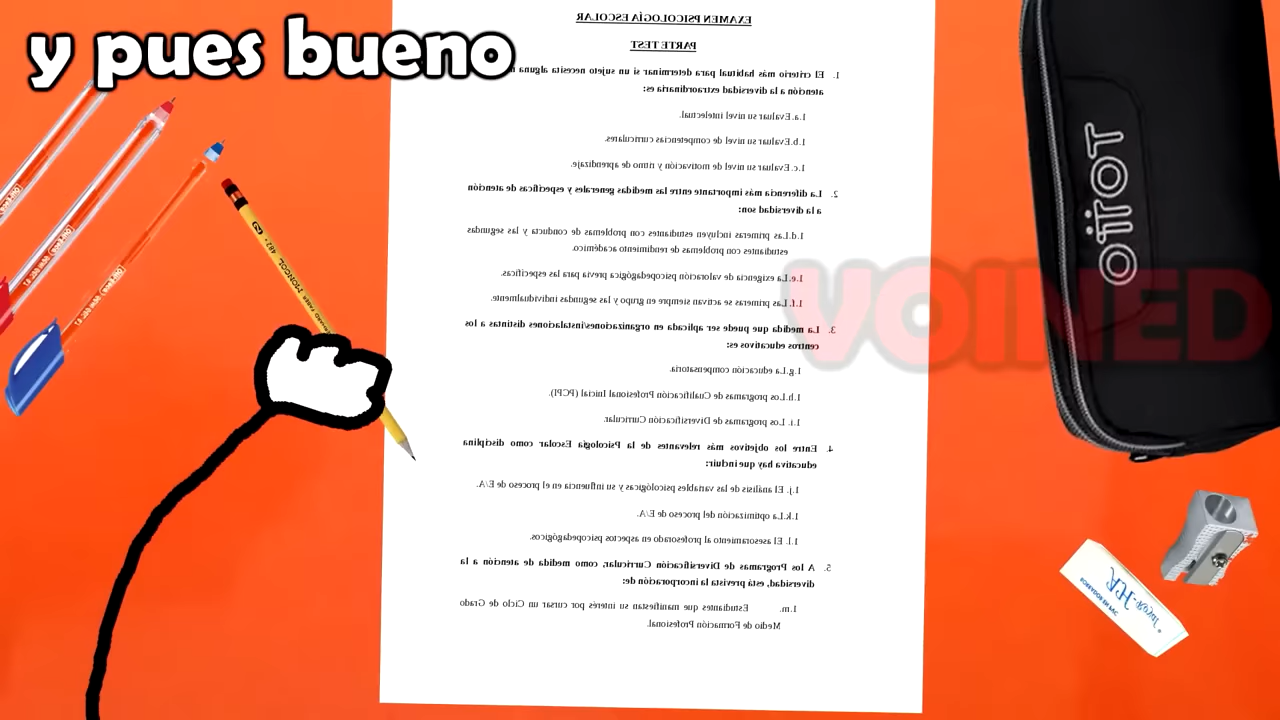 y pues bueno
EXAMEN PSICOLOGÍA ESCOLAR
PARTE TEST
1. El criterio más habitual para determinar si un sujeto necesita alguna
atención a la diversidad extraordinaria es:
1.a.Evaluar su nivel intelectual.
1.b.Evaluar su nivel de competencias curriculares.
1.c.Evaluar su nivel de motivación y ritmo de aprendizaje.
2. La diferencia más importante entre las medidas generales y específicas de atención
a la diversidad son:
1.d.Las primeras incluyen estudiantes con problemas de conducta y las segundas
estudiantes con problemas de rendimiento académico.
1.e.La exigencia de valoración psicopedagógica previa para las específicas.
1.f.Las primeras se activan siempre en grupo y las segundas individualmente.
3. La medida que puede ser aplicada en organizaciones/instalaciones distintas a los
centros educativos es:
1.g.La educación compensatoria.
1.h.Los programas de Cualificación Profesional Inicial (PCPI).
1.i. Los programas de Diversificación Curricular.
4. Entre los objetivos más relevantes de la Psicología Escolar como disciplina
educativa hay que incluir:
1.j. El análisis de las variables psicológicas y su influencia en el proceso de E/A.
1.k.La optimización del proceso de E/A.
1.l. El asesoramiento al profesorado en aspectos psicopedagógicos.
5. A los Programas de Diversificación Curricular, como medida de atención a la
diversidad, está prevista la incorporación de:
1.m. Estudiantes que manifiestan su interés por cursar un Ciclo de Grado
Medio de Formación Profesional.
TOTTO
VOINED
MONGOL
482
2